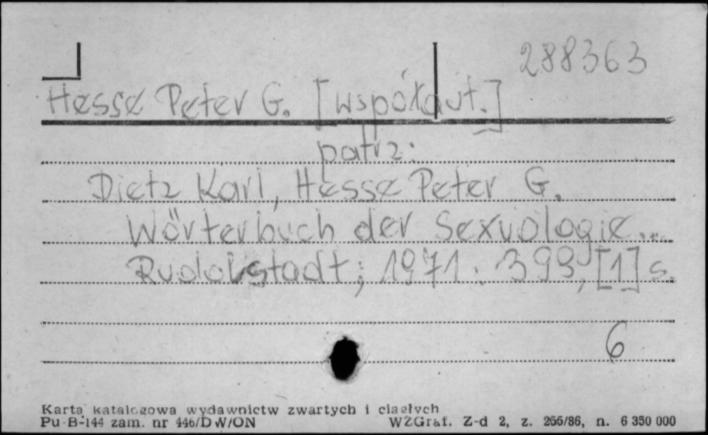 288363
Hesse Peter G. [współaut.]
patrz:
Dietz Karl, Hesse Peter G.
Wörterbuch der Sexuologie...
Rudolstadt; 1971. 393, [1] s.
6
Karta katalogowa wydawnictw zwartych i ciągłych
Pu-B-144 zam. nr 446/DW/ON WZGraf. Z-d 2, z. 266/86, n. 6 350 000